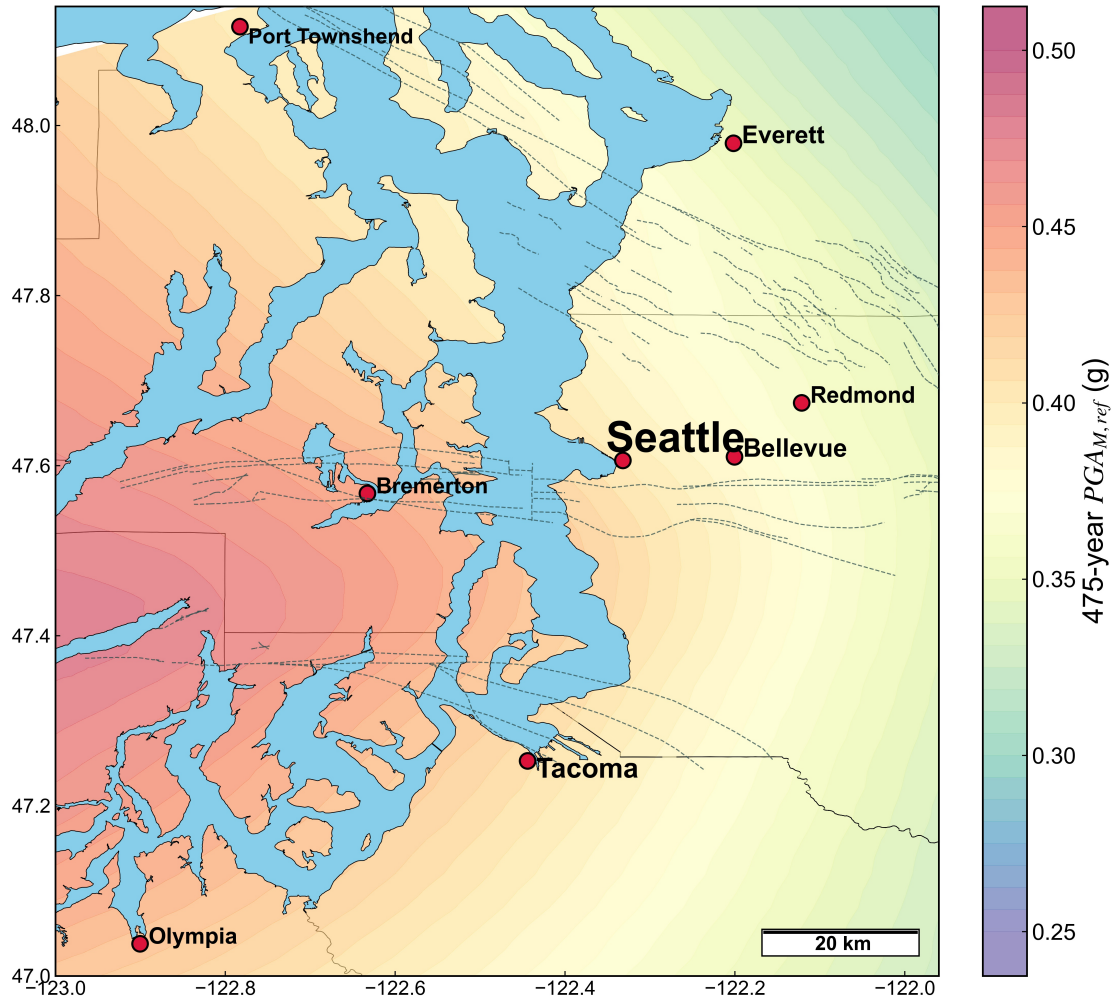 Port Townshend
Everett
Redmond
Seattle
Bellevue
Bremerton
Tacoma
Olympia
20 km
48.0
47.8
47.6
47.4
47.2
47.0
−123.0
−122.8
−122.6
−122.4
−122.2
−122.0
0.50
0.45
0.40
0.35
0.30
0.25
475-year PGA_{M,ref} (g)